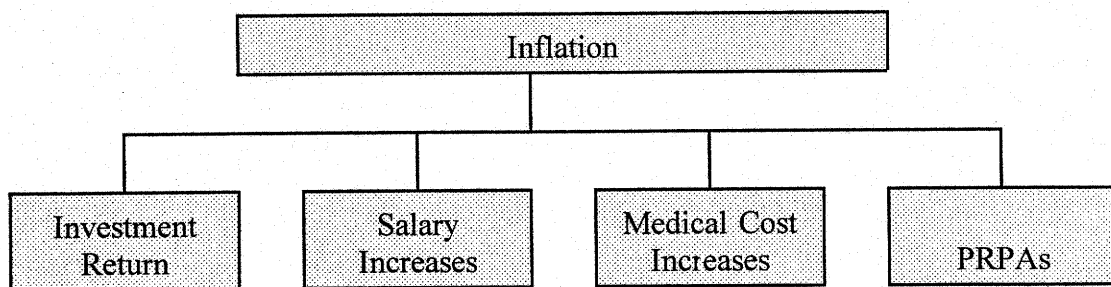 Inflation
Investment
Return
Salary
Increases
Medical Cost
Increases
PRPAs